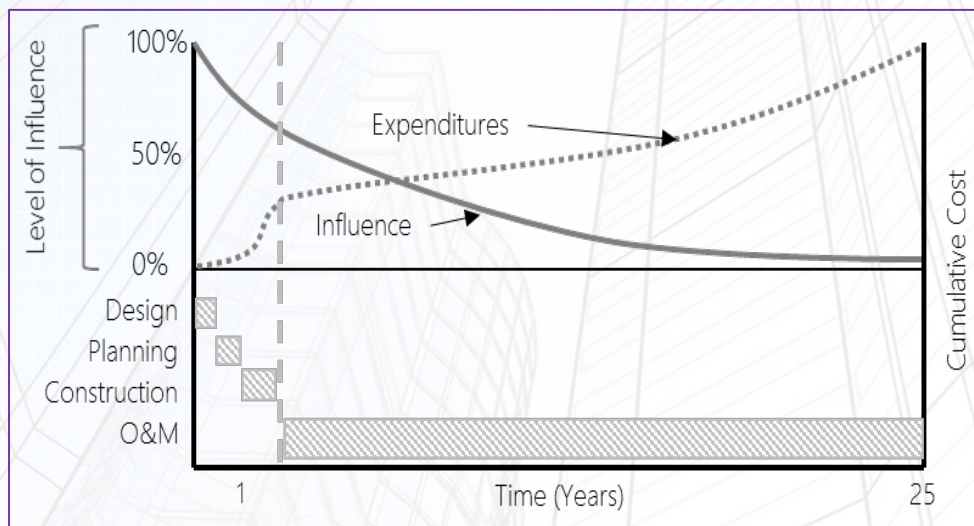 Level of Influence
100%
50%
0%
Expenditures
Influence
Cumulative Cost
Design
Planning
Construction
O&M
1
Time (Years)
25